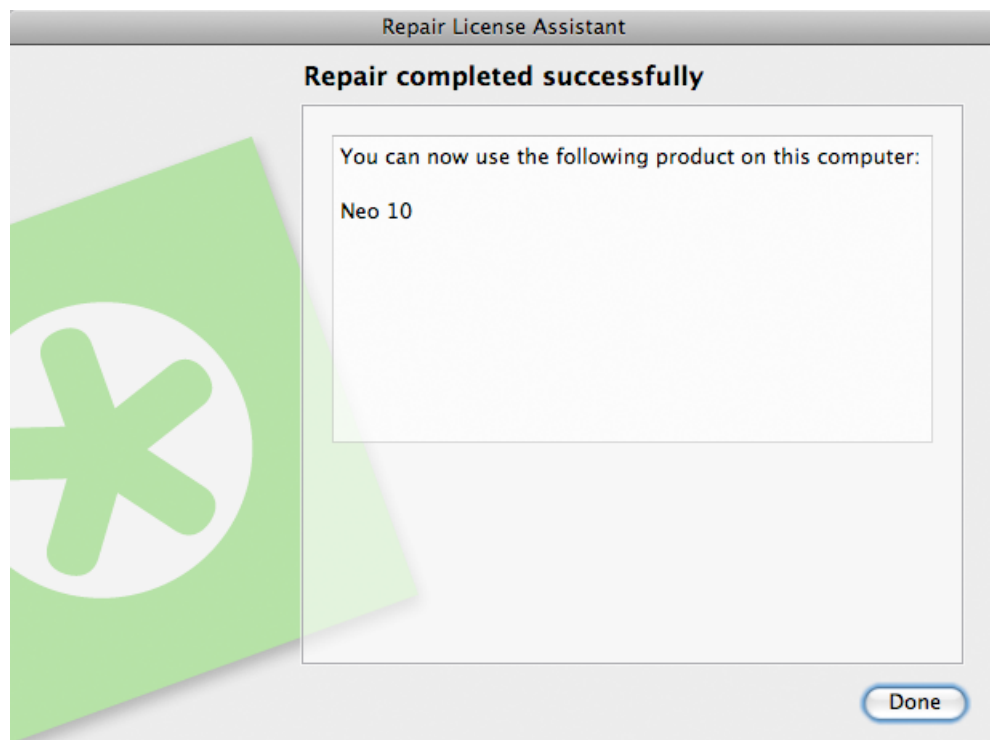 Repair License Assistant
Repair completed successfully
You can now use the following product on this computer:
Neo 10
Done